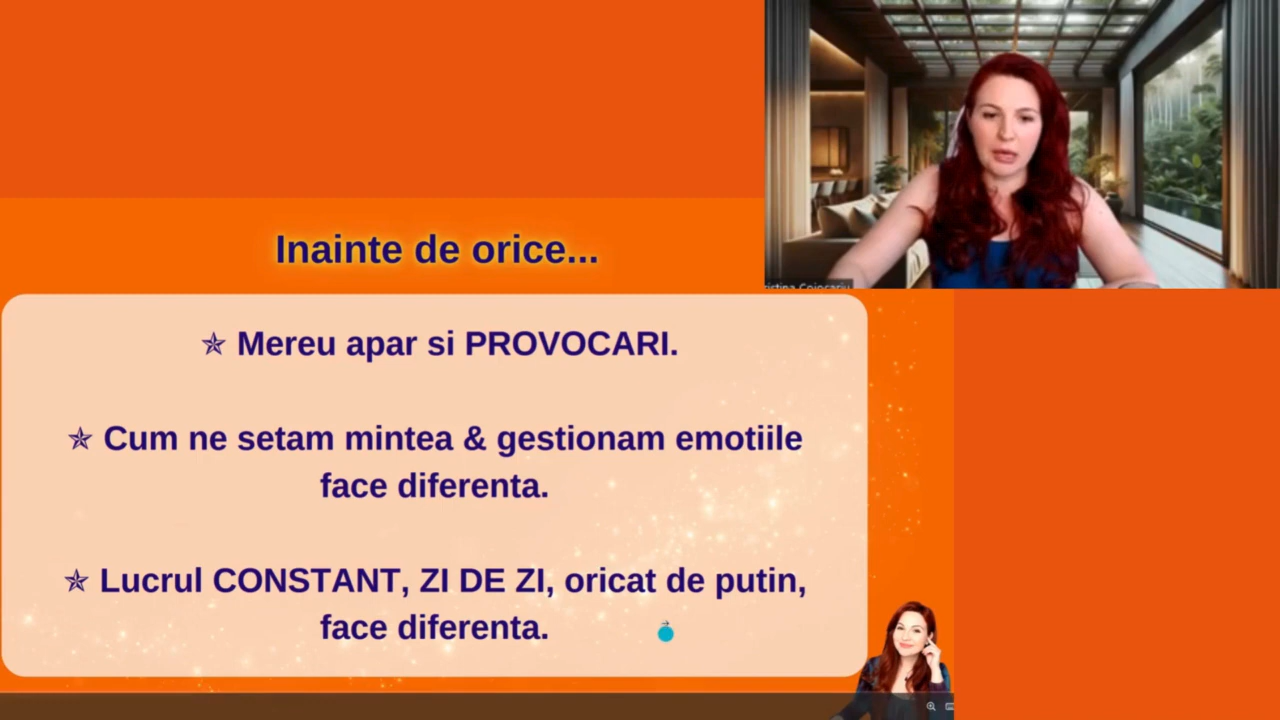 Inainte de orice...
✯ Mereu apar si PROVOCARI.
✯ Cum ne setam mintea & gestionam emotiile
face diferenta.
✯ Lucrul CONSTANT, ZI DE ZI, oricat de putin,
face diferenta.